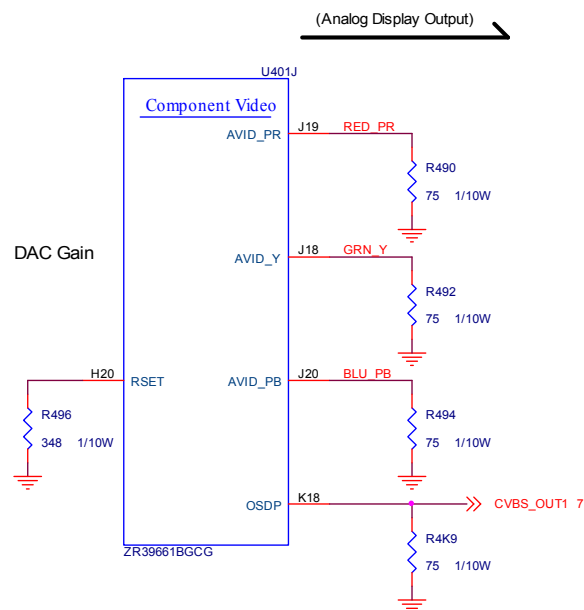 (Analog Display Output)
U401J
Component Video
AVID_PR
J19
RED_PR
R490
75 1/10W
DAC Gain
AVID_Y
J18
GRN_Y
R492
75 1/10W
H20
RSET
AVID_PB
J20
BLU_PB
R496
348 1/10W
R494
75 1/10W
OSDP
K18
CVBS_OUT1 7
R4K9
75 1/10W
ZR39661BGCG